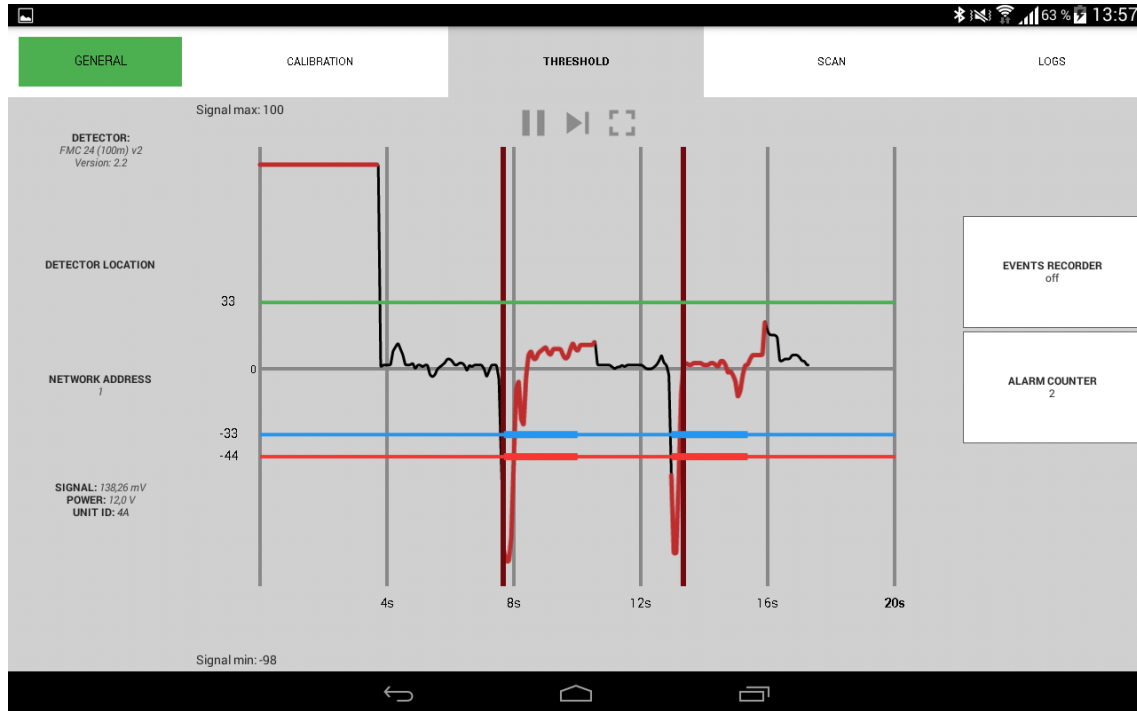 63 % 13:57
GENERAL
CALIBRATION
THRESHOLD
SCAN
LOGS
Signal max: 100
DETECTOR:
FMC 24 (100m) v2
Version: 2.2
DETECTOR LOCATION
NETWORK ADDRESS
1
SIGNAL: 138,26 mV
POWER: 12,0 V
UNIT ID: 4A
33
0
-33
-44
4s
8s
12s
16s
20s
Signal min: -98
EVENTS RECORDER
off
ALARM COUNTER
2